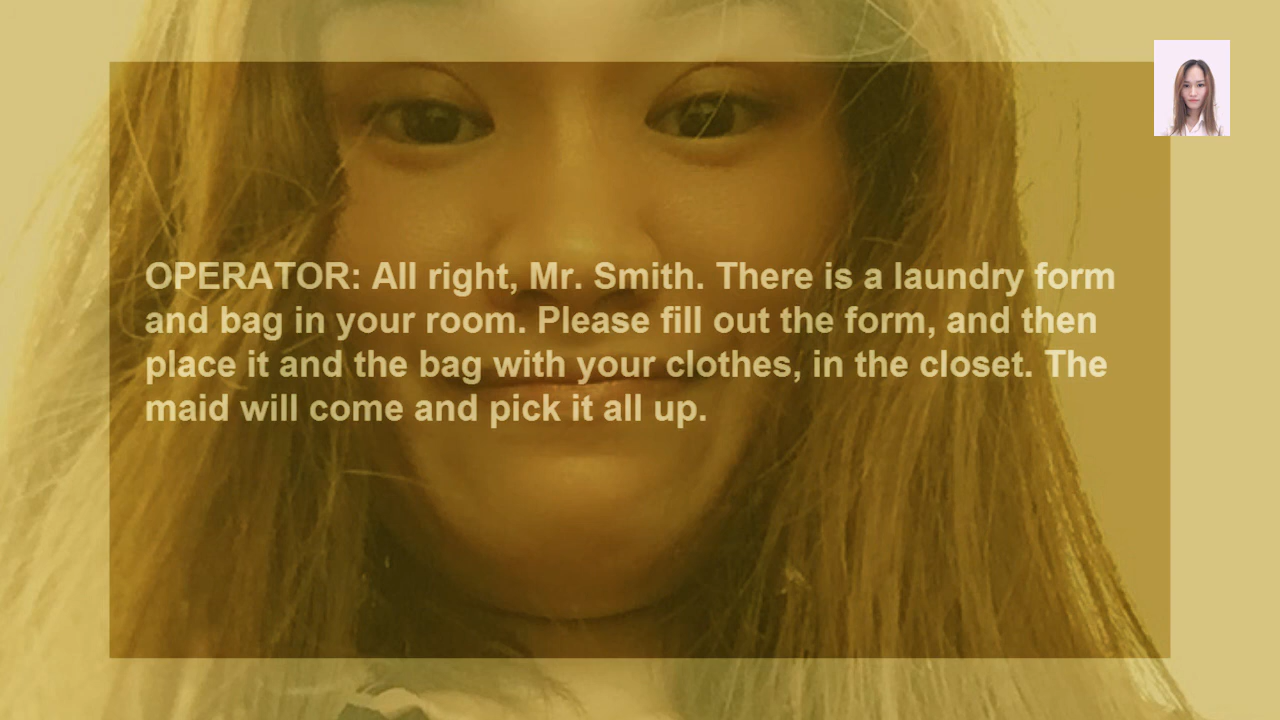 OPERATOR: All right, Mr. Smith. There is a laundry form
and bag in your room. Please fill out the form, and then
place it and the bag with your clothes, in the closet. The
maid will come and pick it all up.